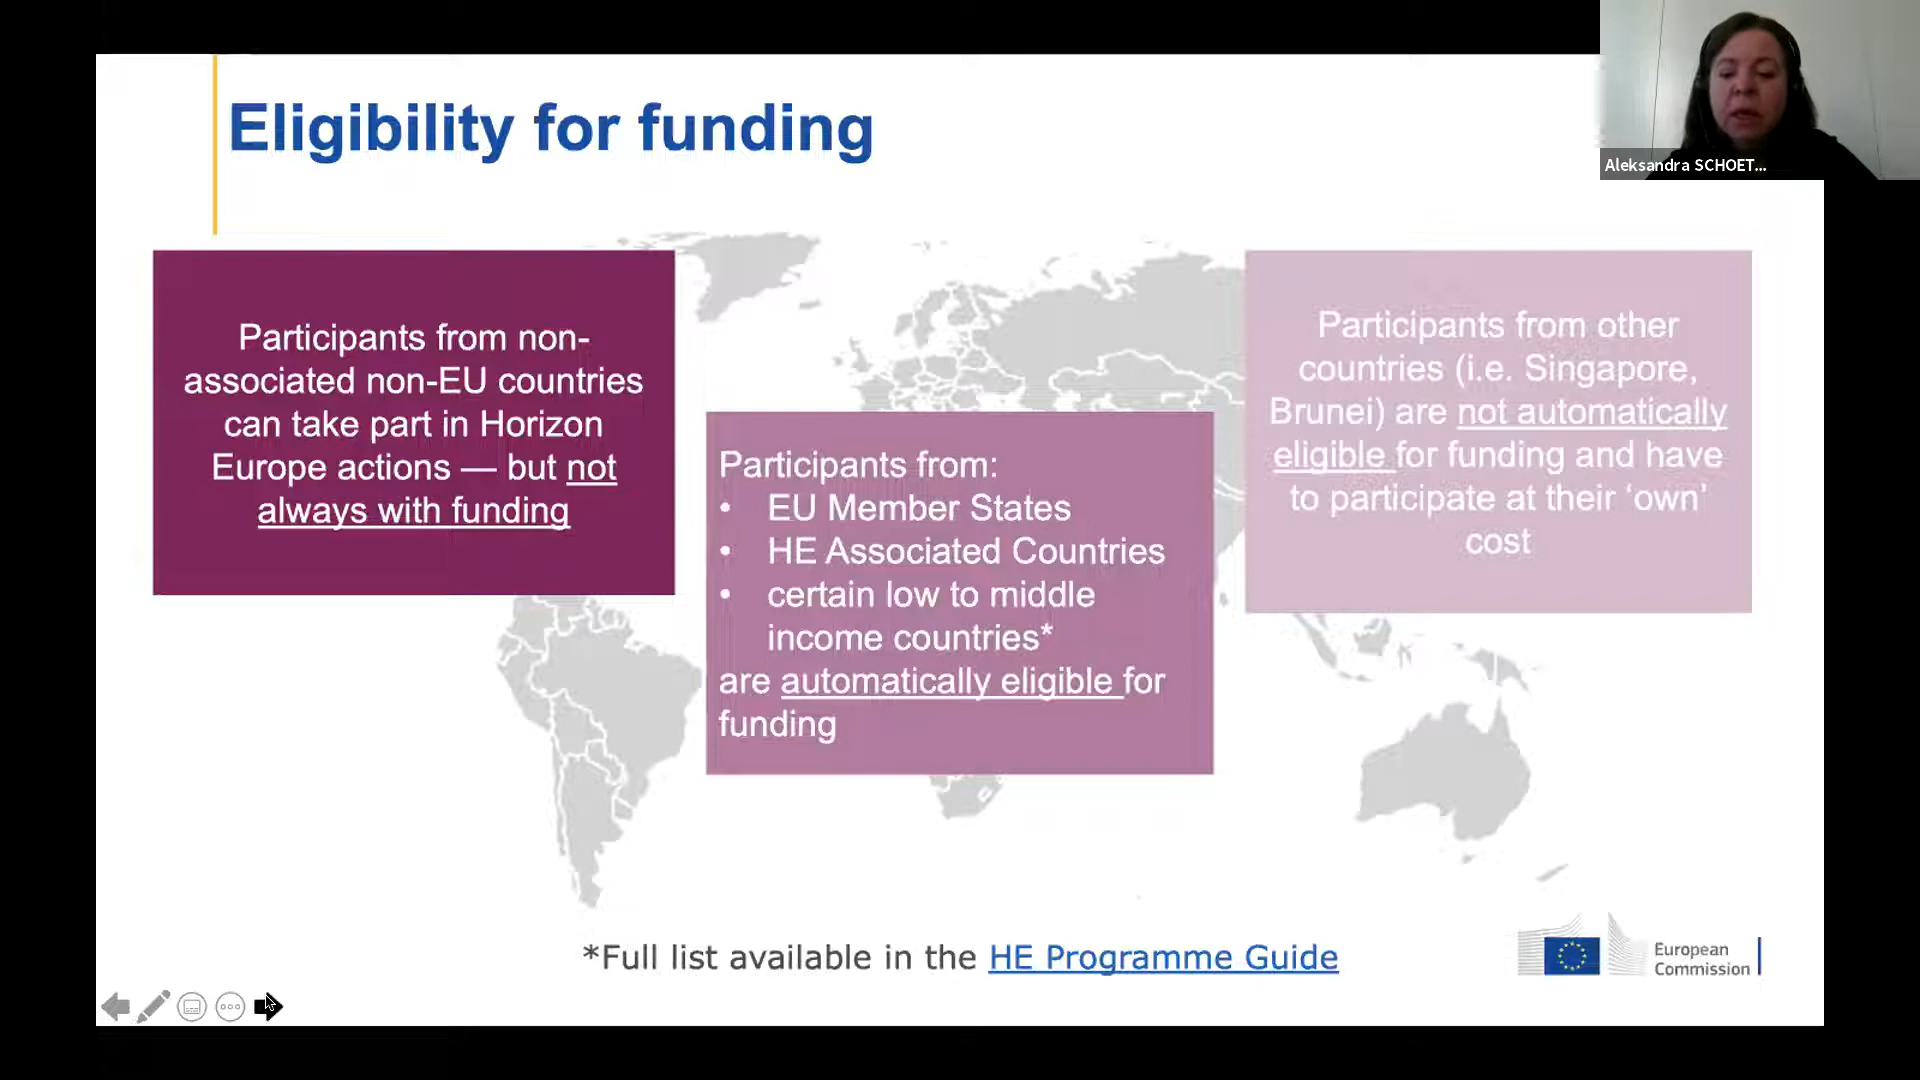 Eligibility for funding
Aleksandra SCHOET...
Participants from non-
associated non-EU countries
can take part in Horizon
Europe actions — but not
always with funding
Participants from:
• EU Member States
• HE Associated Countries
• certain low to middle
income countries*
are automatically eligible for
funding
Participants from other
countries (i.e. Singapore,
Brunei) are not automatically
eligible for funding and have
to participate at their ‘own’
cost
*Full list available in the HE Programme Guide
European
Commission